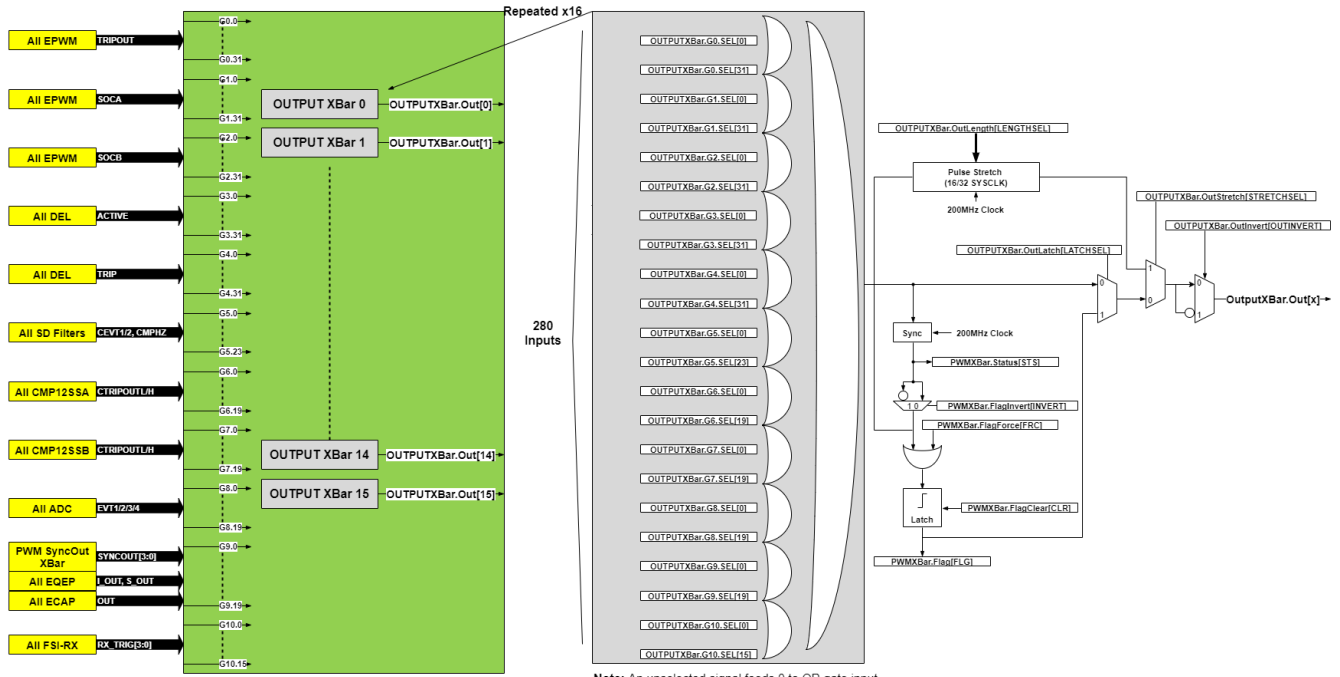 All EPWM
TRIPOUT
All EPWM
SOCA
All EPWM
SOCB
All DEL
ACTIVE
All DEL
TRIP
All SD Filters
CEVT1/2, CMPHZ
All CMP12SSA
CTRIPOUTL/H
All CMP12SSB
CTRIPOUTL/H
All ADC
EVT1/2/3/4
PWM SyncOut
XBar
SYNCOUT[3:0]
All EQEP
I_OUT, S_OUT
All ECAP
OUT
All FSI-RX
RX_TRIG[3:0]
G0.0
G0.31
G1.0
G1.31
G2.0
G2.31
G3.0
G3.31
G4.0
G4.31
G5.0
G5.23
G6.0
G6.19
G7.0
G7.19
G8.0
G8.19
G9.0
G9.19
G10.0
G10.15
OUTPUT XBar 0
OUTPUTXBar.Out[0]
OUTPUT XBar 1
OUTPUTXBar.Out[1]
OUTPUT XBar 14
OUTPUTXBar.Out[14]
OUTPUT XBar 15
OUTPUTXBar.Out[15]
Repeated x16
280
Inputs
OUTPUTXBar.G0.SEL[0]
OUTPUTXBar.G0.SEL[31]
OUTPUTXBar.G1.SEL[0]
OUTPUTXBar.G1.SEL[31]
OUTPUTXBar.G2.SEL[0]
OUTPUTXBar.G2.SEL[31]
OUTPUTXBar.G3.SEL[0]
OUTPUTXBar.G3.SEL[31]
OUTPUTXBar.G4.SEL[0]
OUTPUTXBar.G4.SEL[31]
OUTPUTXBar.G5.SEL[0]
OUTPUTXBar.G5.SEL[23]
OUTPUTXBar.G6.SEL[0]
OUTPUTXBar.G6.SEL[19]
OUTPUTXBar.G7.SEL[0]
OUTPUTXBar.G7.SEL[19]
OUTPUTXBar.G8.SEL[0]
OUTPUTXBar.G8.SEL[19]
OUTPUTXBar.G9.SEL[0]
OUTPUTXBar.G9.SEL[19]
OUTPUTXBar.G10.SEL[0]
OUTPUTXBar.G10.SEL[15]
Note: An unselected signal feeds 0 to OR gate input
OUTPUTXBar.OutLength[LENGTHSEL]
Pulse Stretch
(16/32 SYSCLK)
200MHz Clock
OUTPUTXBar.OutStretch[STRETCHSEL]
OUTPUTXBar.OutInvert[OUTINVERT]
OUTPUTXBar.OutLatch[LATCHSEL]
0
1
1
0
0
1
OutputXBar.Out[x]
Sync
200MHz Clock
PWMXBar.Status[STS]
1 0
PWMXBar.FlagInvert[INVERT]
PWMXBar.FlagForce[FRC]
Latch
PWMXBar.FlagClear[CLR]
PWMXBar.Flag[FLG]